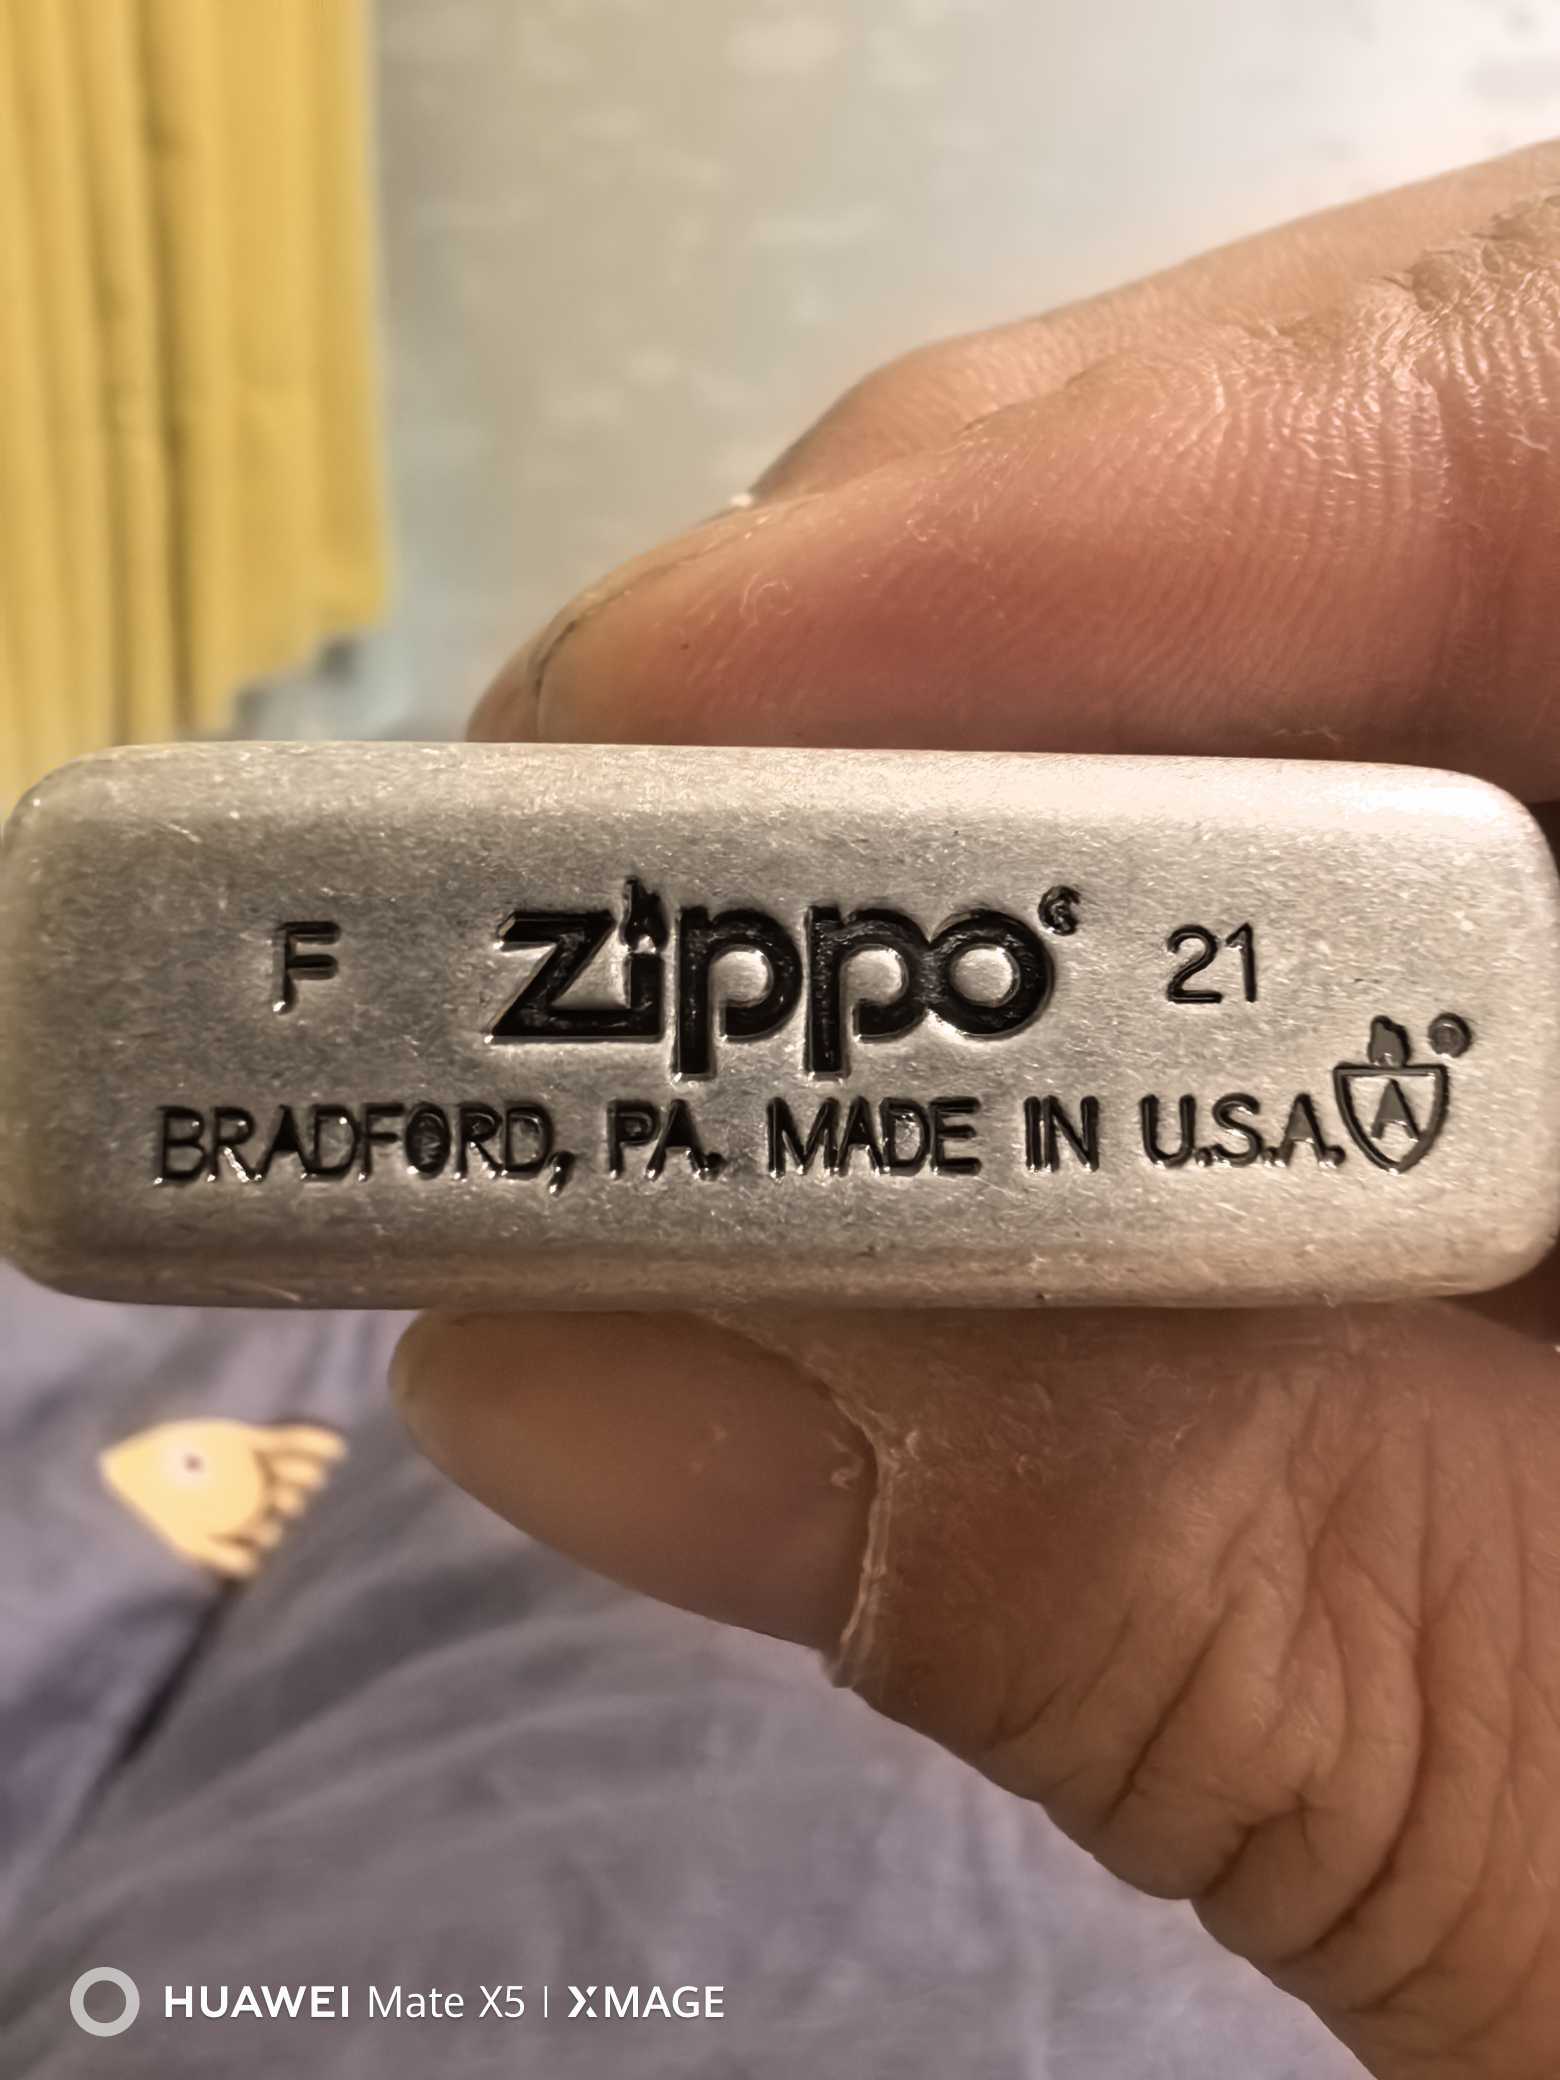 F zippo 21
BRADFORD, PA. MADE IN U.S.A. A
HUAWEI Mate X5 | XMAGE